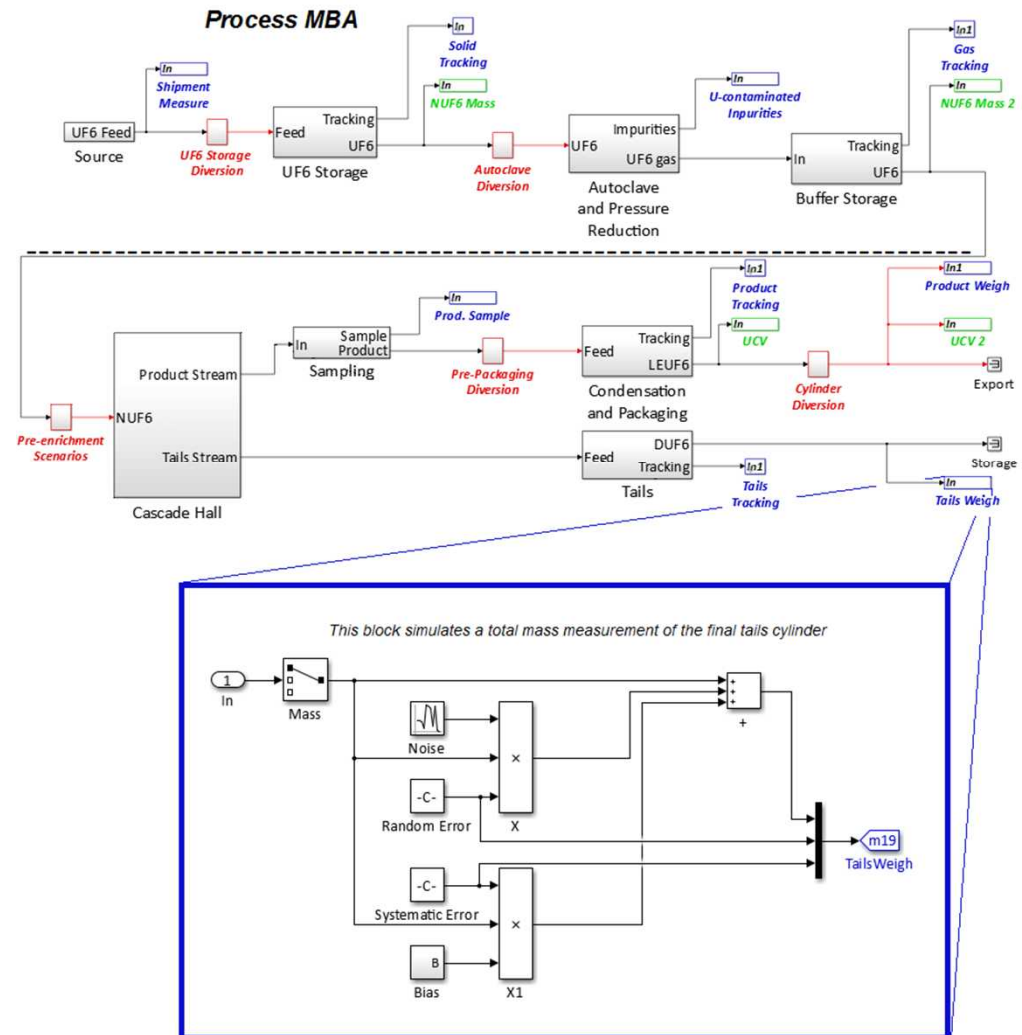 Process MBA
In
Shipment
Measure
In
Solid
Tracking
In
NUF6 Mass
In
U-contaminated
Inpurities
In1
Gas
Tracking
In
NUF6 Mass 2
UF6 Feed
Source
UF6 Storage
Diversion
Feed
Tracking
UF6
UF6 Storage
Autoclave
Diversion
UF6
Impurities
UF6 gas
Autoclave
and Pressure
Reduction
In
Tracking
UF6
Buffer Storage
Pre-enrichment
Scenarios
NUF6
Product Stream
Tails Stream
Cascade Hall
In
Sample
Product
Sampling
In
Prod. Sample
Pre-Packaging
Diversion
Feed
Tracking
LEUF6
Condensation
and Packaging
In1
Product
Tracking
In
UCV
Cylinder
Diversion
In1
Product Weigh
In
UCV 2
Export
Feed
DUF6
Tracking
Tails
In1
Tails
Tracking
Storage
In
Tails Weigh
This block simulates a total mass measurement of the final tails cylinder
1
In
Mass
Noise
-C-
Random Error
×
X
-C-
Systematic Error
B
Bias
×
X1
+
+
+
+
m19
TailsWeigh